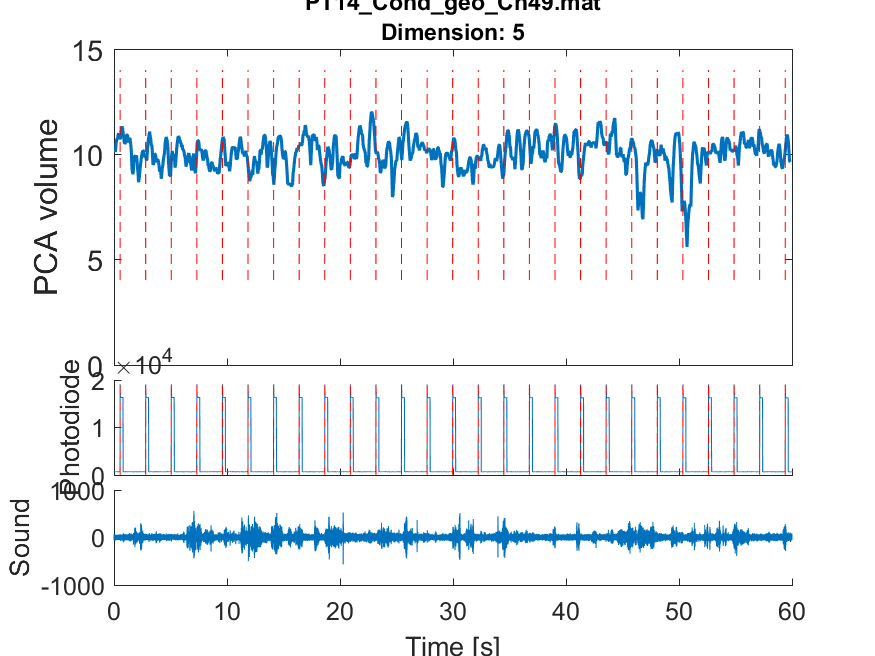 PT14_Cond_geo_Ch49.mat
Dimension: 5
15
10
5
0
PCA volume
×10^4
2
1
0
Photodiode
1000
0
-1000
Sound
0 10 20 30 40 50 60
Time [s]